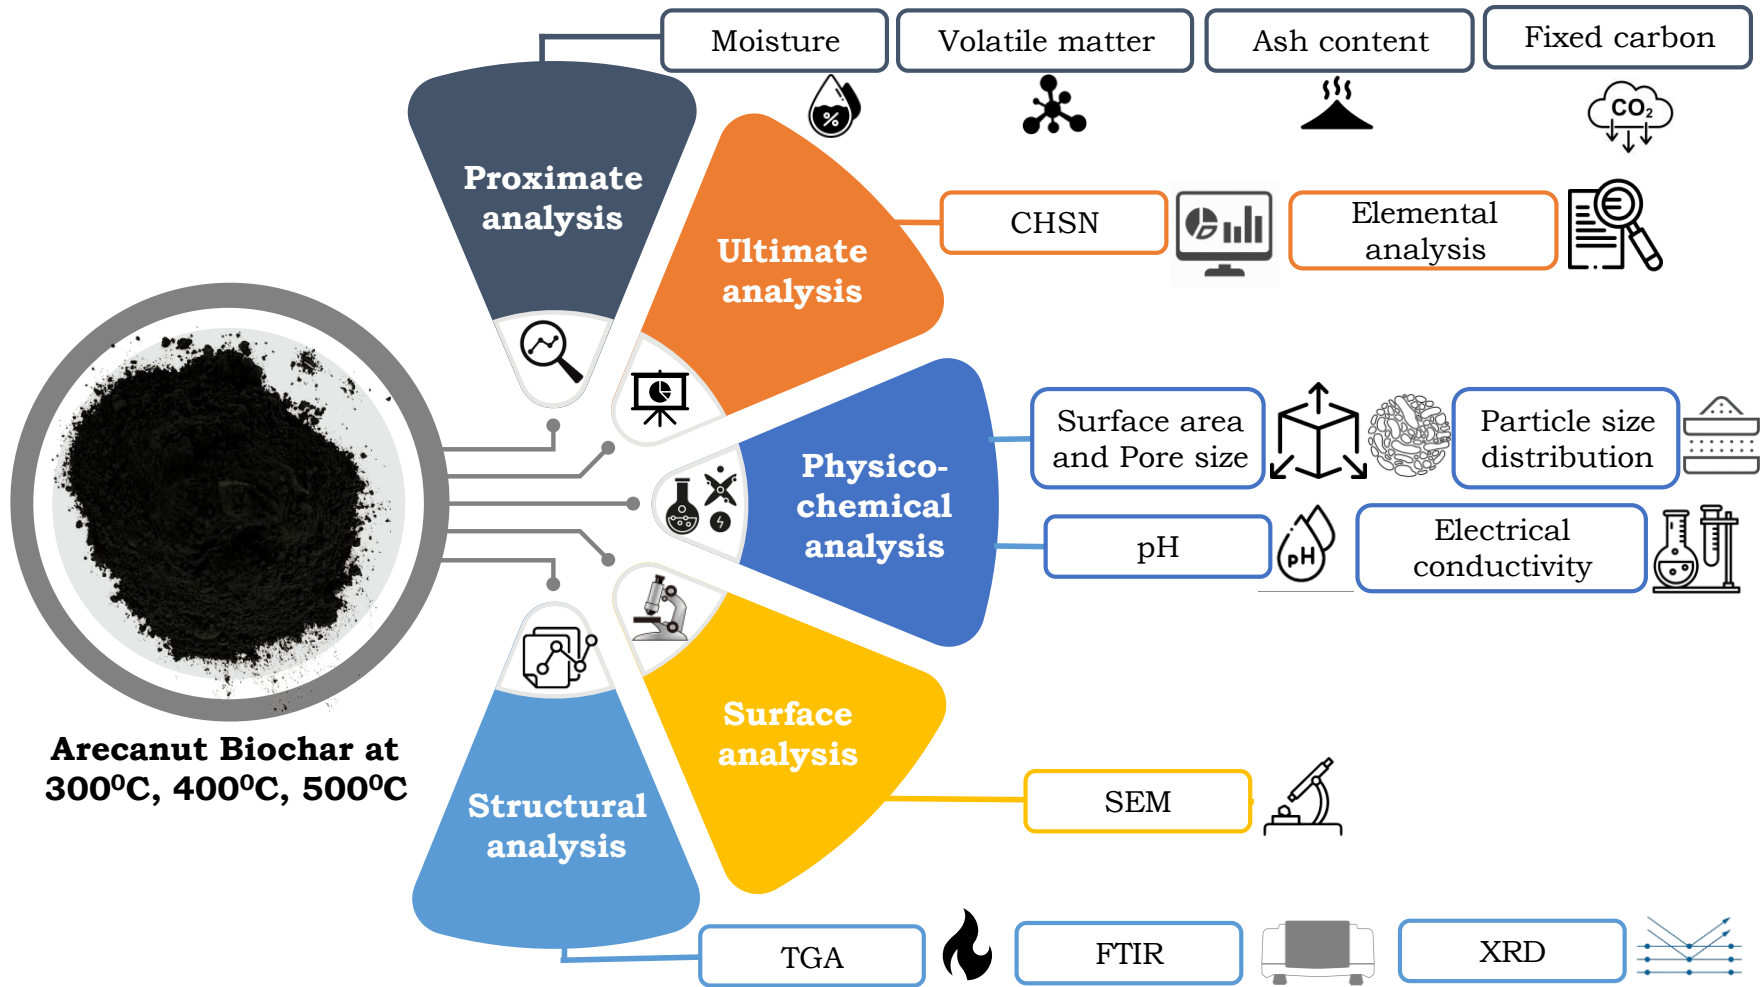 Moisture
Volatile matter
Ash content
Fixed carbon
%
CO₂
Proximate
analysis
Ultimate
analysis
CHSN
Elemental
analysis
Physico-
chemical
analysis
Surface area
and Pore size
Particle size
distribution
pH
pH
Electrical
conductivity
Surface
analysis
SEM
Structural
analysis
TGA
FTIR
XRD
Arecanut Biochar at
300⁰C, 400⁰C, 500⁰C